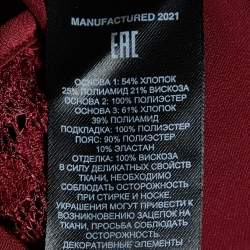 MANUFACTURED 2021
EAC
ОСНОВА 1: 54% ХЛОПОК
25% ПОЛИАМИД 21% ВИСКОЗА
ОСНОВА 2: 100% ПОЛИЭСТЕР
ОСНОВА 3: 61% ХЛОПОК
39% ПОЛИАМИД
ПОДКЛАДКА: 100% ПОЛИЭСТЕР
ПОЯС: 90% ПОЛИЭСТЕР
10% ЭЛАСТАН
ОТДЕЛКА: 100% ВИСКОЗА
В СИЛУ ДЕЛИКАТНЫХ СВОЙСТВ
ТКАНИ, НЕОБХОДИМО
СОБЛЮДАТЬ ОСТОРОЖНОСТЬ
ПРИ СТИРКЕ И НОСКЕ
УКРАШЕНИЯ МОГУТ ПРИВЕСТИ К
ВОЗНИКНОВЕНИЮ ЗАЦЕПОК НА
ТКАНИ, ПРОСЬБА СОБЛЮДАТЬ
ОСТОРОЖНОСТЬ
ДЕКОРАТИВНЫЕ ЭЛЕМЕНТЫ